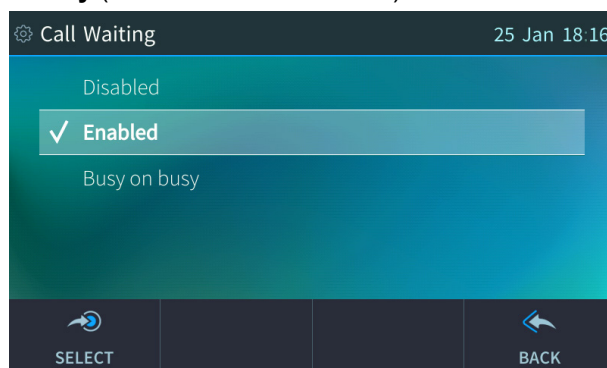 Call Waiting 25 Jan 18:16
Disabled
✓ Enabled
Busy on busy
SELECT BACK